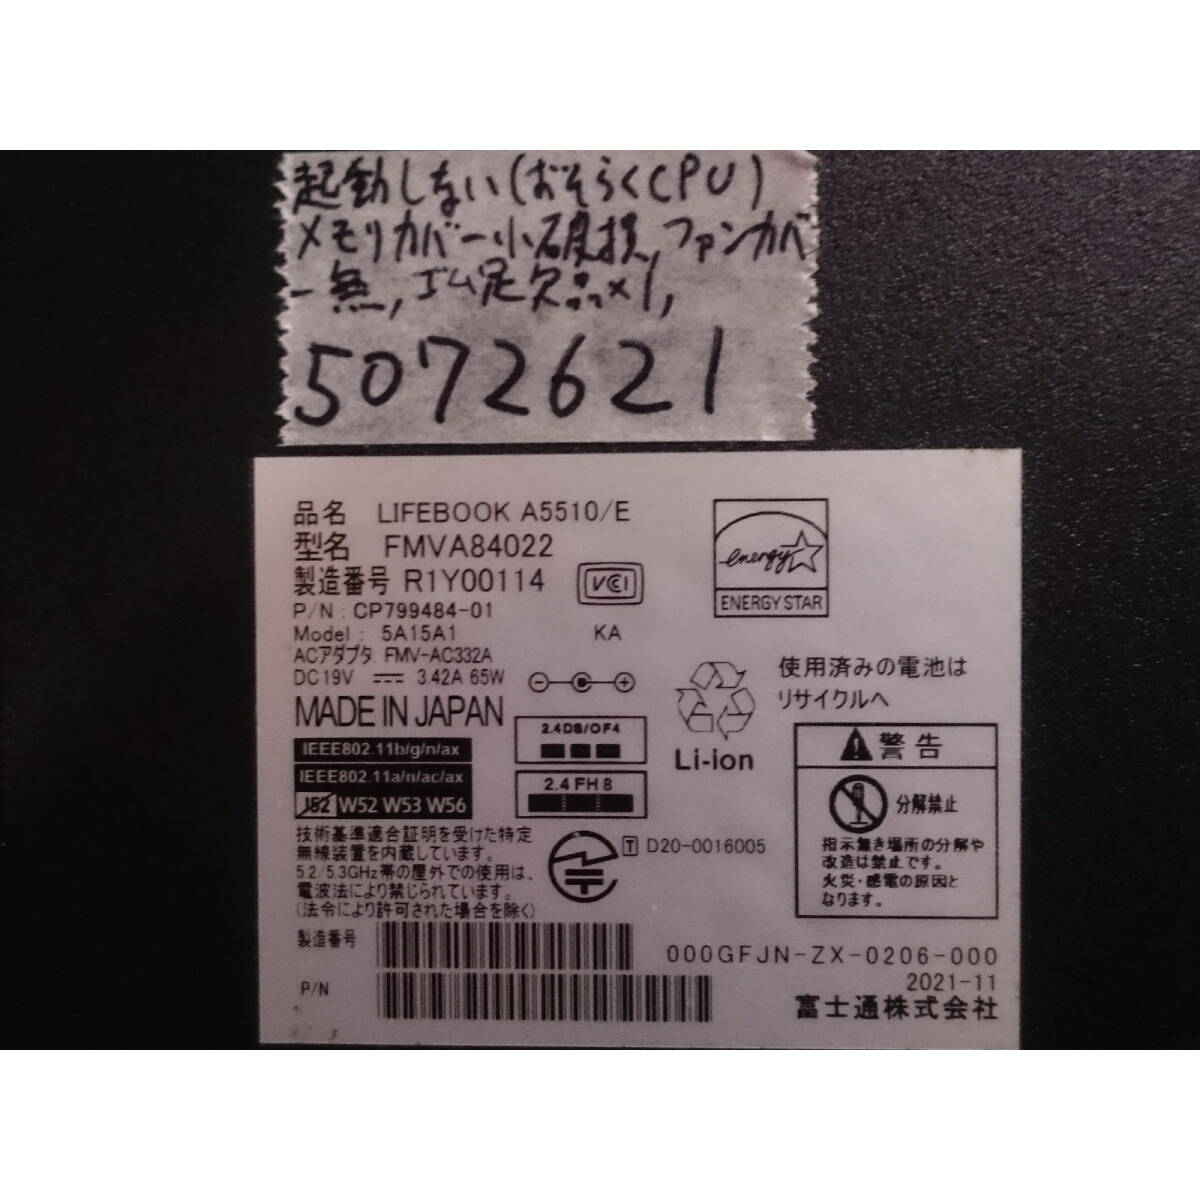 起動しない(おそらくCPU)
メモリカバー小破損,ファンカバ
ー無,ゴム足欠品×1,
5072621
品名 LIFEBOOK A5510/E
型名 FMVA84022
製造番号 R1Y00114
VCI
energy
ENERGY STAR
P/N : CP799484-01
Model : 5A15A1
KA
ACアダプタ FMV-AC332A
DC19V 3.42A 65W
MADE IN JAPAN
使用済みの電池は
リサイクルへ
Li-ion
IEEE802.11b/g/n/ax
IEEE802.11a/n/ac/ax
J52 W52 W53 W56
2.4DS/OF4
2.4FH8
警告
分解禁止
指示無き場所の分解や
改造は禁止です。
火災・感電の原因と
なります。
技術基準適合証明を受けた特定
無線装置を内蔵しています。
5.2/5.3GHz帯の屋外での使用は、
電波法により禁じられています。
(法令により許可された場合を除く)
T D20-0016005
製造番号
P/N
000GFJN-ZX-0206-000
2021-11
富士通株式会社